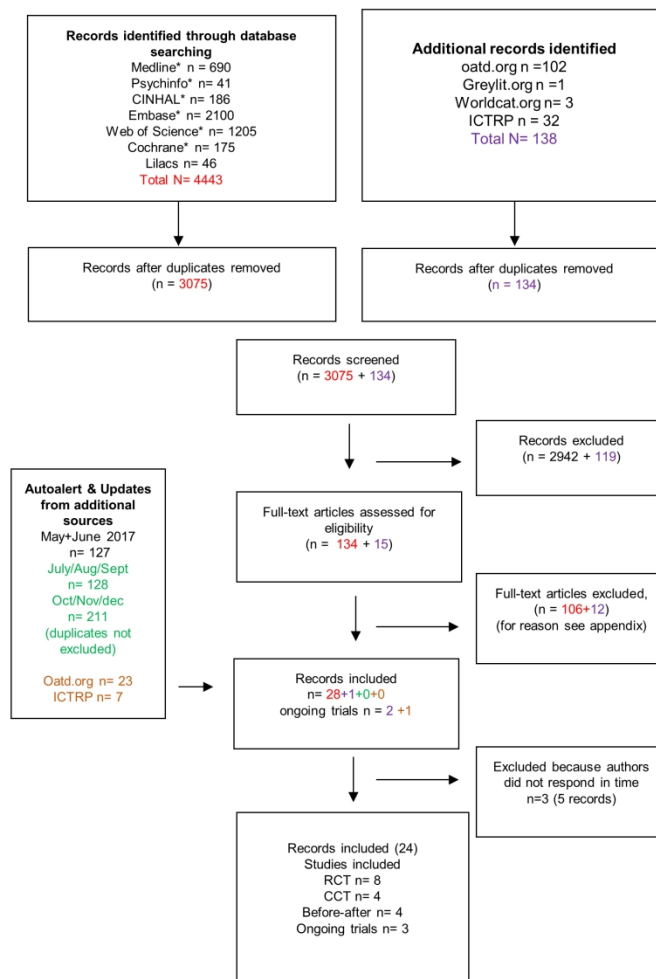 Records identified through database
searching
Medline* n = 690
Psychinfo* n= 41
CINHAL* n= 186
Embase* n= 2100
Web of Science* n= 1205
Cochrane* n= 175
Lilacs n= 46
Total N= 4443
Additional records identified
oatd.org n =102
Greylit.org n =1
Worldcat.org n= 3
ICTRP n = 32
Total N= 138
Records after duplicates removed
(n = 3075)
Records after duplicates removed
(n = 134)
Records screened
(n = 3075 + 134)
Records excluded
(n = 2942 + 119)
Autoalert & Updates
from additional
sources
May+June 2017
n= 127
July/Aug/Sept
n= 128
Oct/Nov/dec
n= 211
(duplicates not
excluded)
Oatd.org n= 23
ICTRP n= 7
Full-text articles assessed for
eligibility
(n = 134 + 15)
Full-text articles excluded,
(n = 106+12)
(for reason see appendix)
Records included
n= 28+1+0+0
ongoing trials n = 2 +1
Excluded because authors
did not respond in time
n=3 (5 records)
Records included (24)
Studies included
RCT n= 8
CCT n= 4
Before-after n= 4
Ongoing trials n= 3